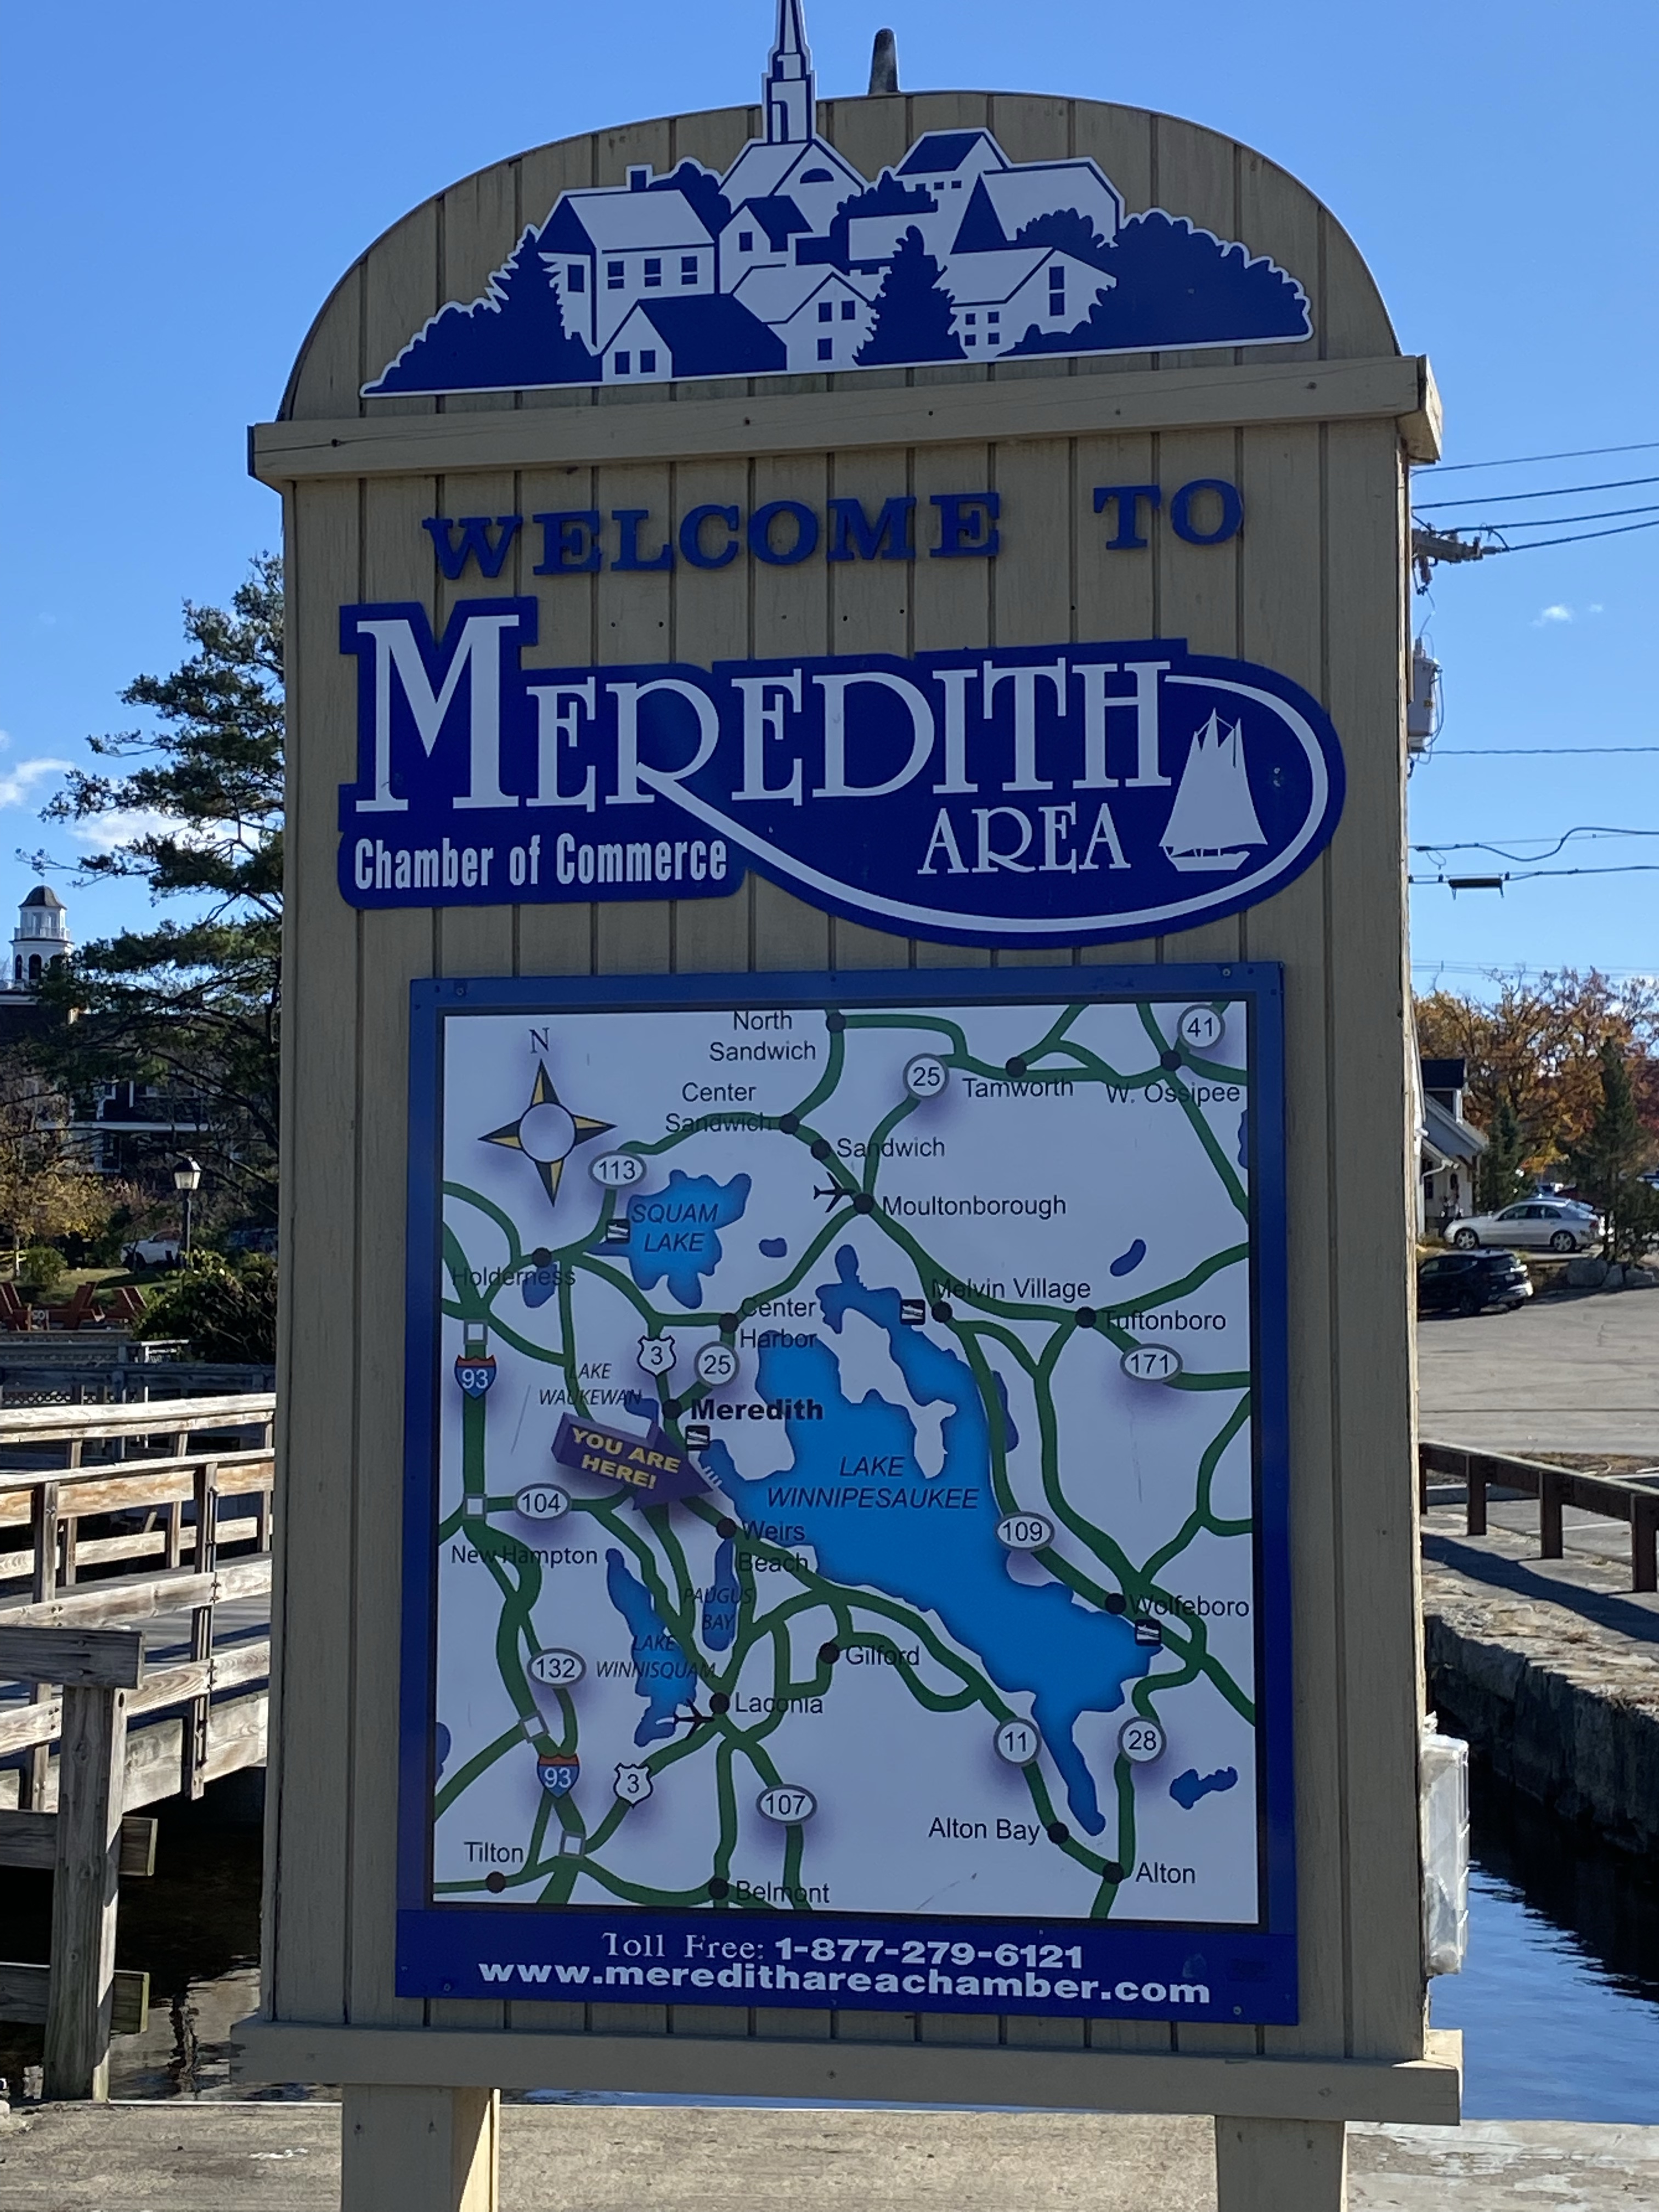 WELCOME TO
MEREDITH
AREA
Chamber of Commerce
N
North
Sandwich
41
25
Tamworth
W. Ossipee
Center
Sandwich
Sandwich
113
SQUAM
LAKE
Moultonborough
Holderness
Melvin Village
Center
Harbor
Tuftonboro
3
25
171
93
LAKE
WAUKEWAN
Meredith
YOU ARE
HERE!
LAKE
WINNIPESAUKEE
104
Weirs
Beach
109
New Hampton
PAUGUS
BAY
Wolfeboro
LAKE
WINNISQUAM
132
Gilford
Laconia
11
28
93
3
107
Alton Bay
Tilton
Alton
Belmont
Toll Free: 1-877-279-6121
www.meredithareachamber.com